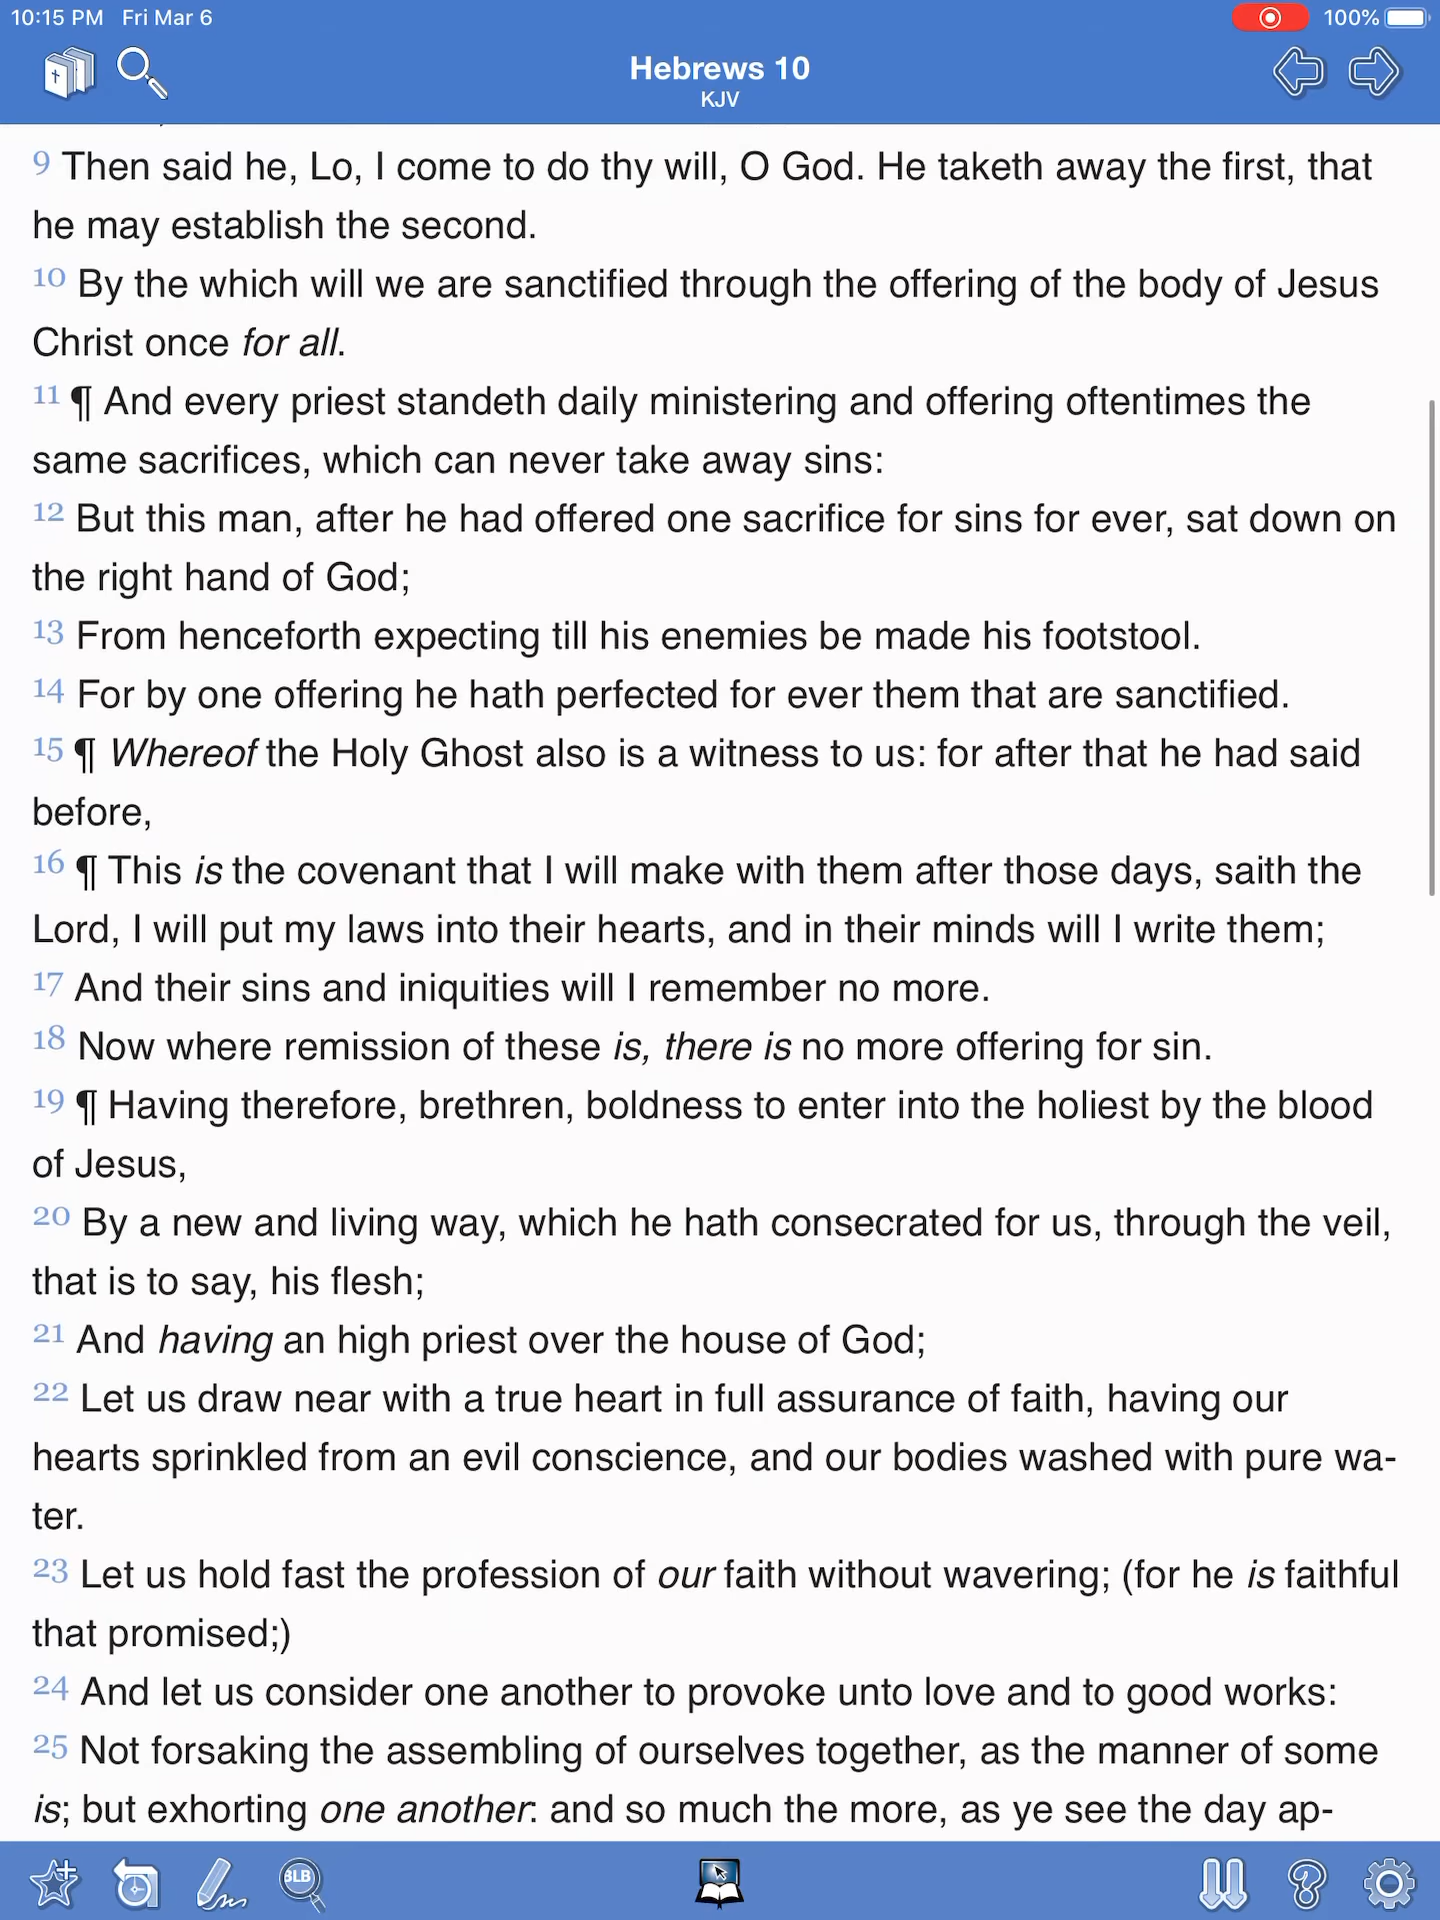 10:15 PM Fri Mar 6 100%
Hebrews 10
KJV
9 Then said he, Lo, I come to do thy will, O God. He taketh away the first, that
he may establish the second.
10 By the which will we are sanctified through the offering of the body of Jesus
Christ once for all.
11 ¶ And every priest standeth daily ministering and offering oftentimes the
same sacrifices, which can never take away sins:
12 But this man, after he had offered one sacrifice for sins for ever, sat down on
the right hand of God;
13 From henceforth expecting till his enemies be made his footstool.
14 For by one offering he hath perfected for ever them that are sanctified.
15 ¶ Whereof the Holy Ghost also is a witness to us: for after that he had said
before,
16 ¶ This is the covenant that I will make with them after those days, saith the
Lord, I will put my laws into their hearts, and in their minds will I write them;
17 And their sins and iniquities will I remember no more.
18 Now where remission of these is, there is no more offering for sin.
19 ¶ Having therefore, brethren, boldness to enter into the holiest by the blood
of Jesus,
20 By a new and living way, which he hath consecrated for us, through the veil,
that is to say, his flesh;
21 And having an high priest over the house of God;
22 Let us draw near with a true heart in full assurance of faith, having our
hearts sprinkled from an evil conscience, and our bodies washed with pure wa-
ter.
23 Let us hold fast the profession of our faith without wavering; (for he is faithful
that promised;)
24 And let us consider one another to provoke unto love and to good works:
25 Not forsaking the assembling of ourselves together, as the manner of some
is; but exhorting one another: and so much the more, as ye see the day ap-
BLB